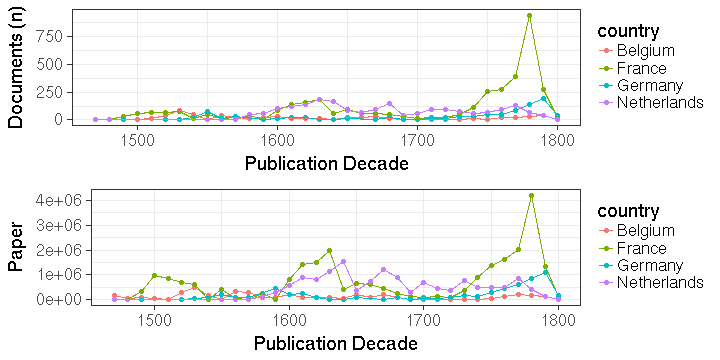 Documents (n)
750
500
250
0
1500
1600
1700
1800
Publication Decade
country
Belgium
France
Germany
Netherlands
Paper
4e+06
3e+06
2e+06
1e+06
0e+00
1500
1600
1700
1800
Publication Decade
country
Belgium
France
Germany
Netherlands